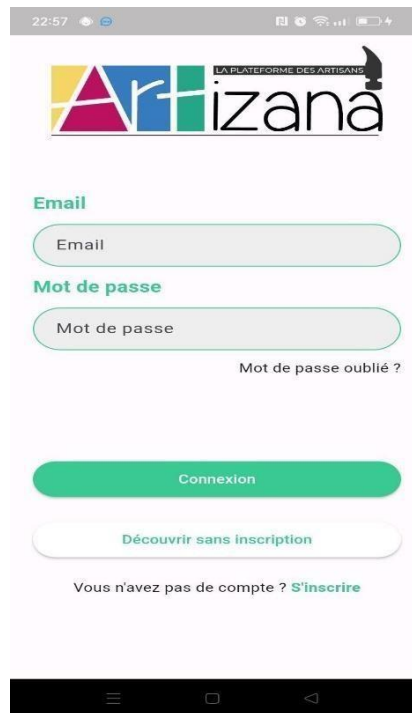 22:57
LA PLATEFORME DES ARTISANS
Artizana
Email
Email
Mot de passe
Mot de passe
Mot de passe oublié ?
Connexion
Découvrir sans inscription
Vous n'avez pas de compte ? S'inscrire